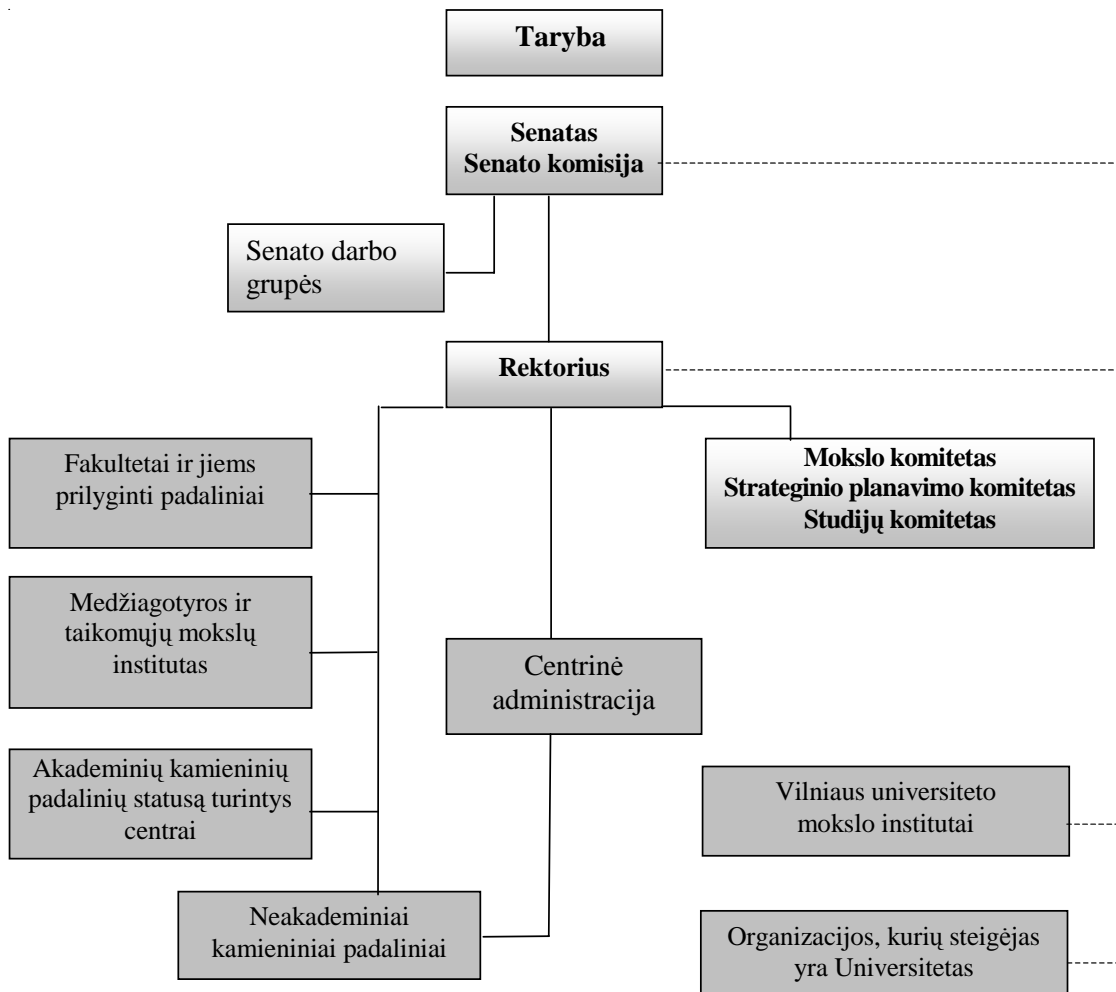 Taryba
Senatas
Senato komisija
Senato darbo
grupės
Rektorius
Fakultetai ir jiems
prilyginti padaliniai
Mokslo komitetas
Strateginio planavimo komitetas
Studijų komitetas
Medžiagotyros ir
taikomųjų mokslų
institutas
Centrinė
administracija
Akademinių kamieninių
padalinių statusą turintys
centrai
Vilniaus universiteto
mokslo institutai
Neakademiniai
kamieniniai padaliniai
Organizacijos, kurių steigėjas
yra Universitetas